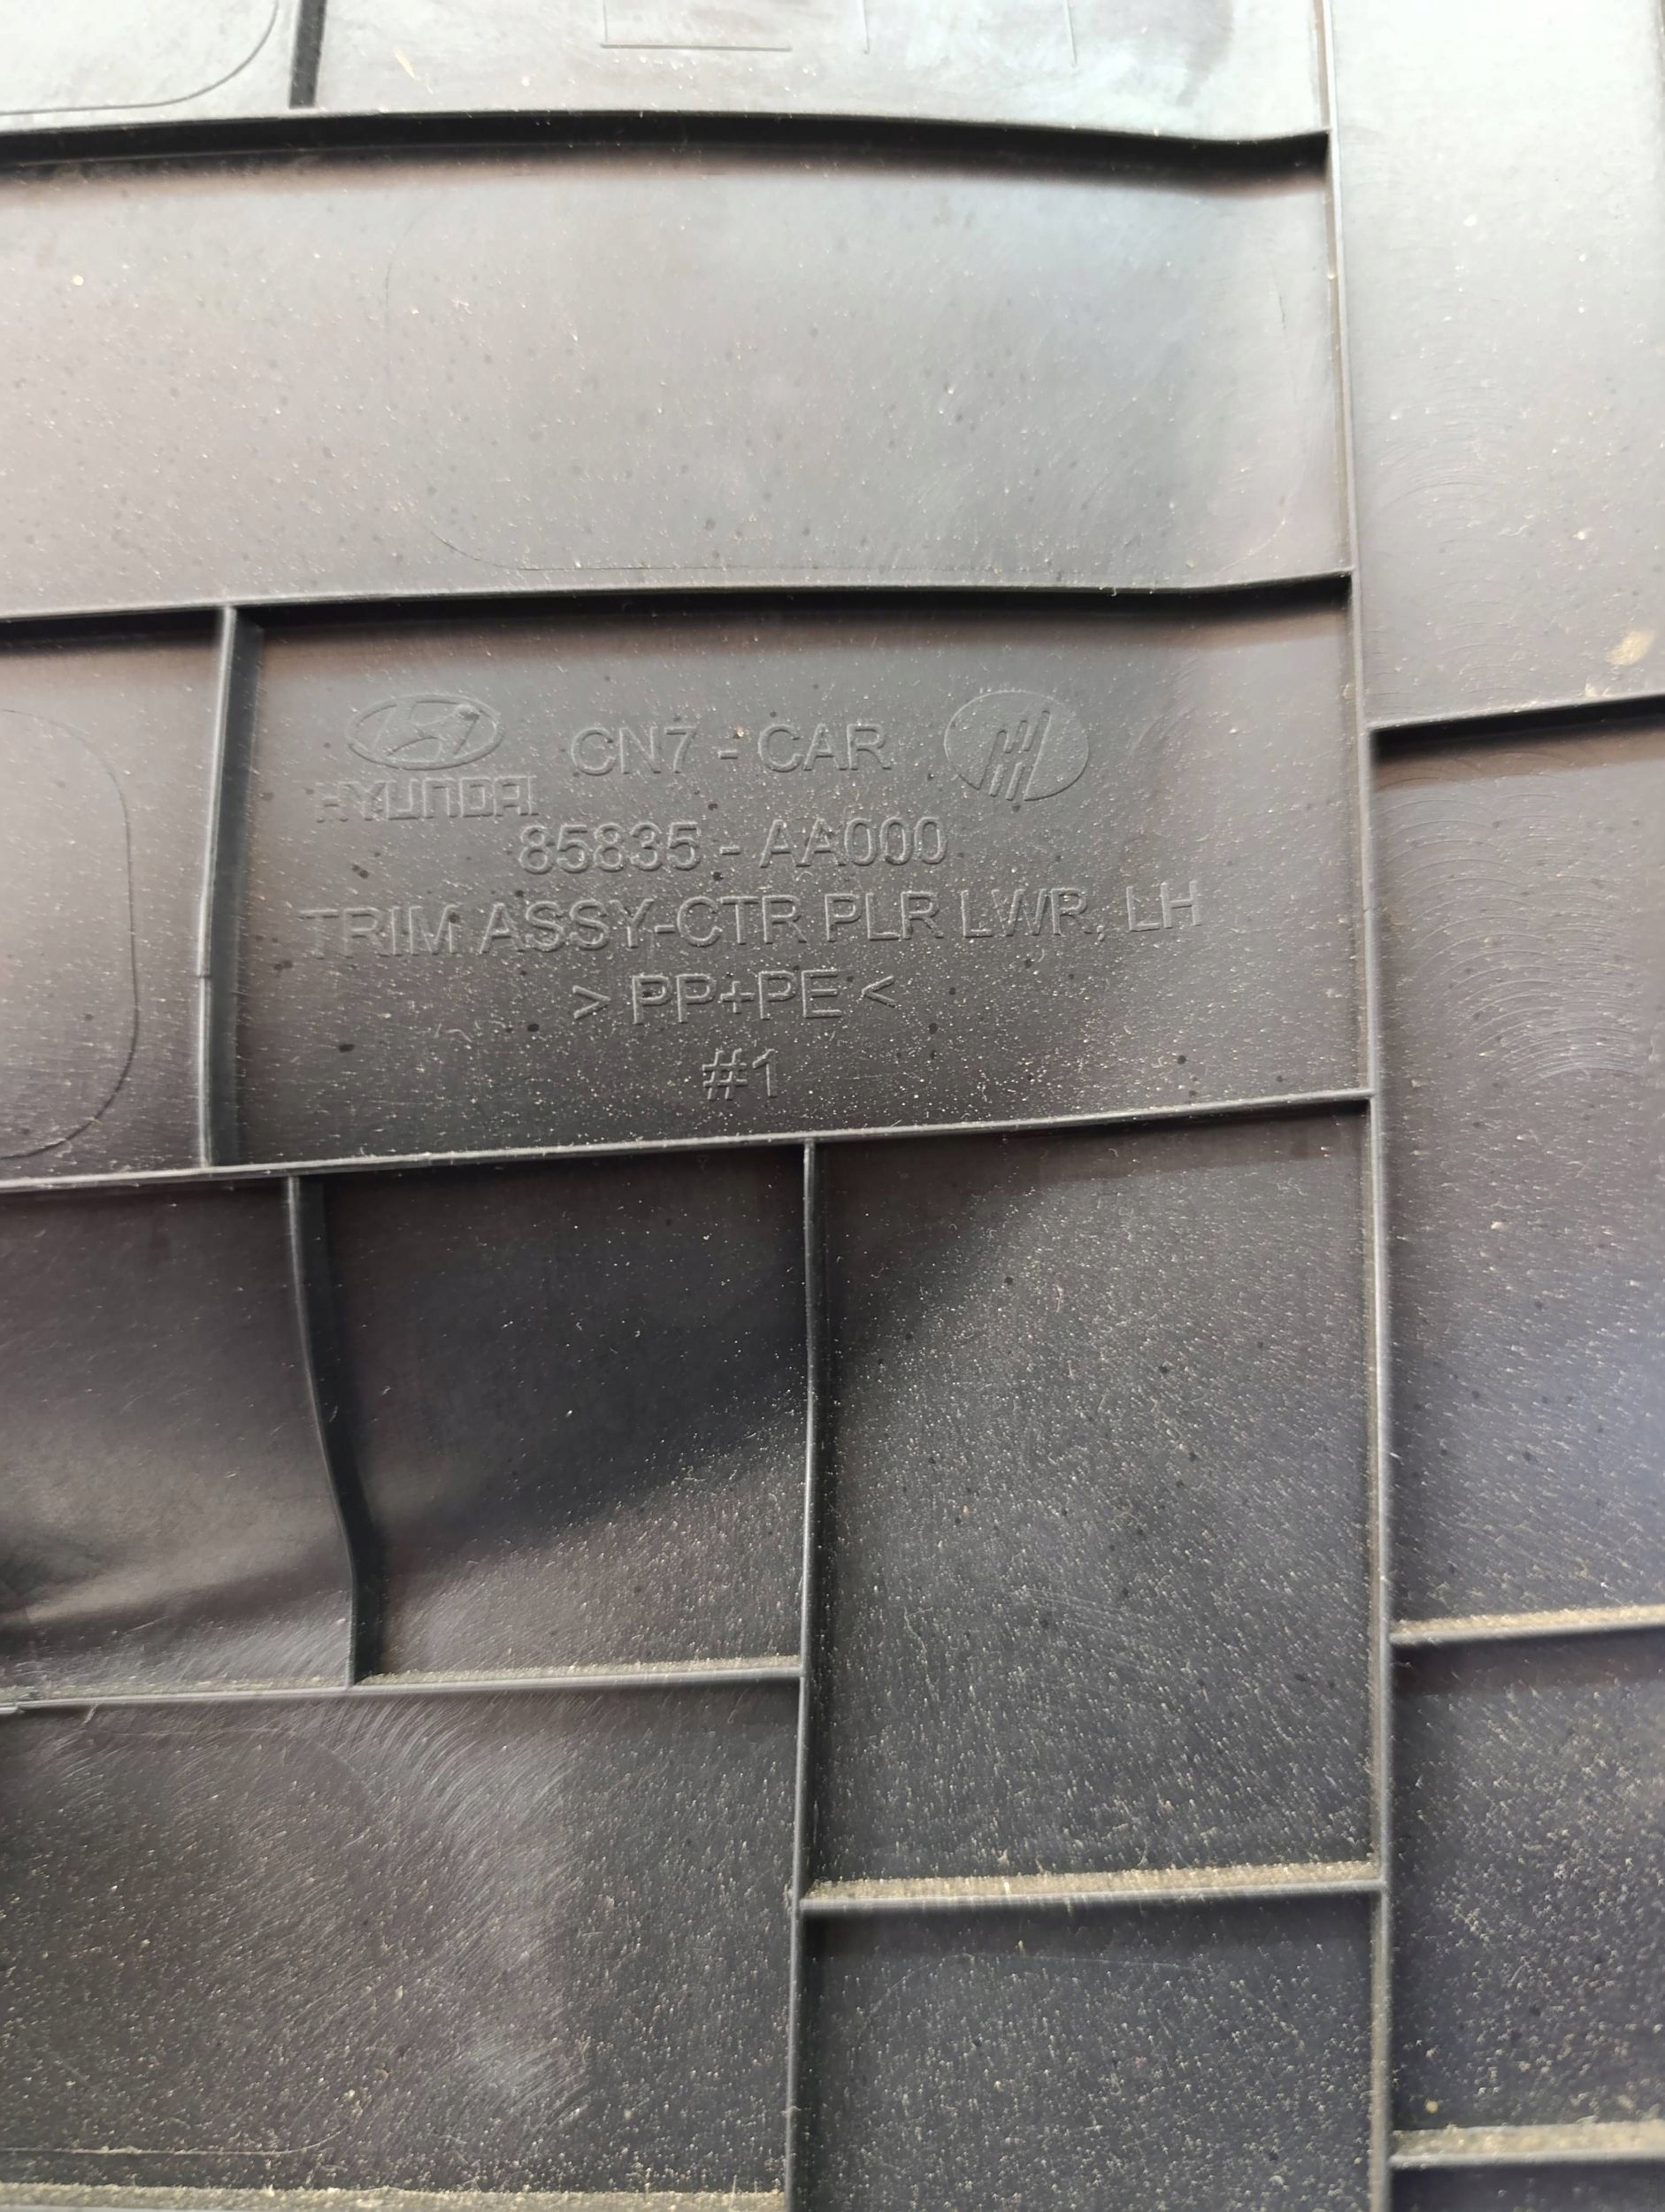 CN7 - CAR
HYUNDAI
85835 - AA000
TRIM ASSY-CTR PLR LWR, LH
> PP+PE <
#1